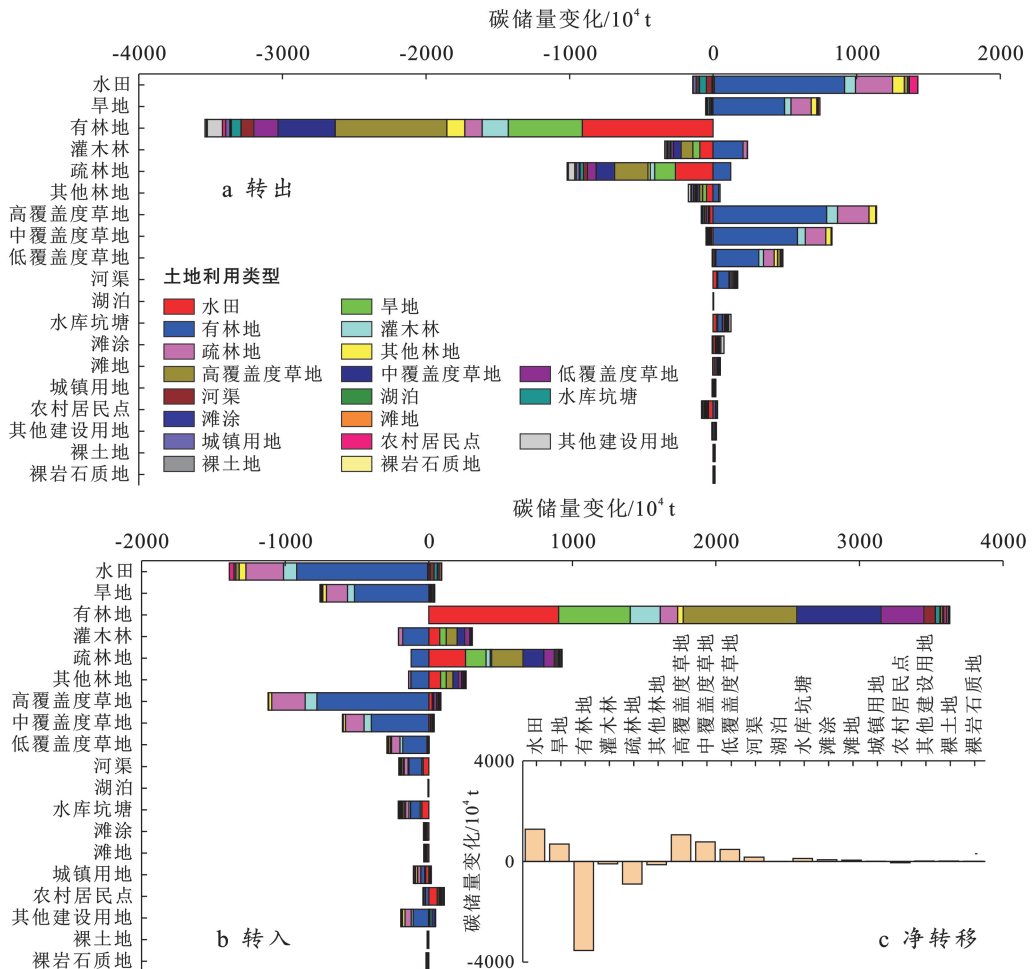 碳储量变化/10⁴ t
-4000 -3000 -2000 -1000 0 1000 2000
水田
旱地
有林地
灌木林
疏林地
其他林地
高覆盖度草地
中覆盖度草地
低覆盖度草地
河渠
湖泊
水库坑塘
滩涂
滩地
城镇用地
农村居民点
其他建设用地
裸土地
裸岩石质地
a 转出
土地利用类型
水田 旱地
有林地 灌木林
疏林地 其他林地
高覆盖度草地 中覆盖度草地 低覆盖度草地
河渠 湖泊 水库坑塘
滩涂 滩地
城镇用地 农村居民点 其他建设用地
裸土地 裸岩石质地
碳储量变化/10⁴ t
-2000 -1000 0 1000 2000 3000 4000
水田
旱地
有林地
灌木林
疏林地
其他林地
高覆盖度草地
中覆盖度草地
低覆盖度草地
河渠
湖泊
水库坑塘
滩涂
滩地
城镇用地
农村居民点
其他建设用地
裸土地
裸岩石质地
b 转入
水田
旱地
有林地
灌木林
疏林地
其他林地
高覆盖度草地
中覆盖度草地
低覆盖度草地
河渠
湖泊
水库坑塘
滩涂
滩地
城镇用地
农村居民点
其他建设用地
裸土地
裸岩石质地
碳储量变化/10⁴ t
4000
0
-4000
c 净转移